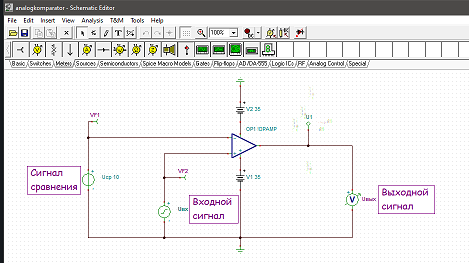 analogkomparator - Schematic Editor
File Edit Insert View Analysis T&M Tools Help
100%
Basic Switches Meters Sources Semiconductors Spice Macro Models Gates Flip-flops AD/DA-555 Logic ICs RF Analog Control Special
V2 35
VF1
U1
OP1 !OPAMP
Сигнал
сравнения
Uср 10
VF2
V1 35
Входной
сигнал
Uвх
Uвых
Выходной
сигнал